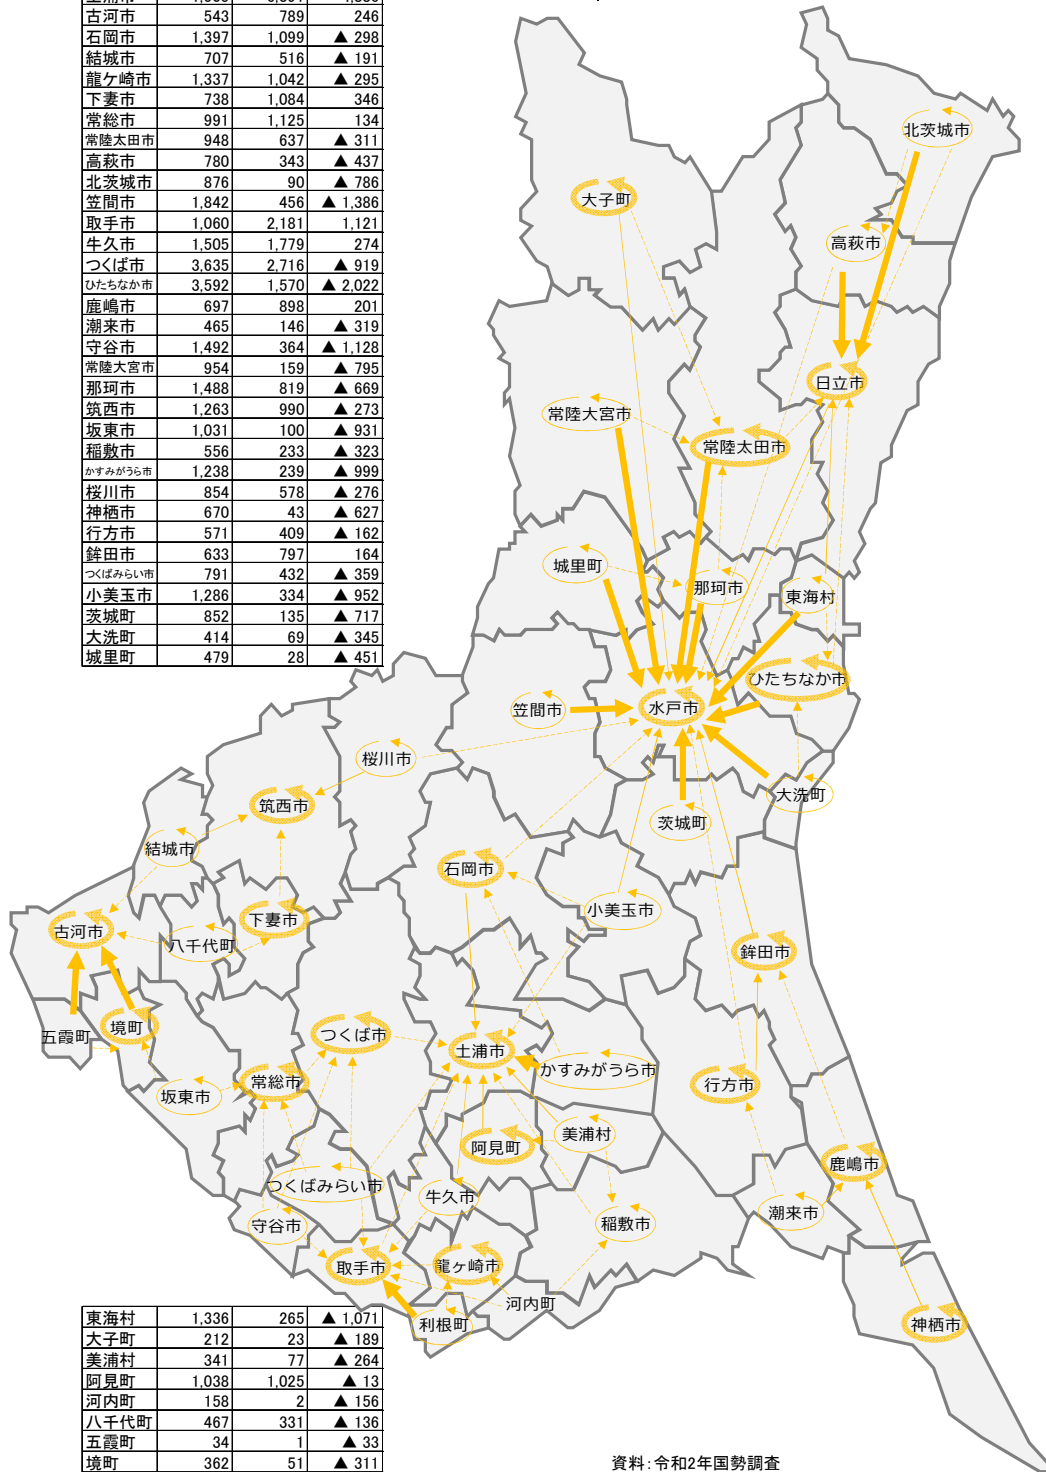 古河市 543 789 246
石岡市 1,397 1,099 ▲ 298
結城市 707 516 ▲ 191
龍ケ崎市 1,337 1,042 ▲ 295
下妻市 738 1,084 346
常総市 991 1,125 134
常陸太田市 948 637 ▲ 311
高萩市 780 343 ▲ 437
北茨城市 876 90 ▲ 786
笠間市 1,842 456 ▲ 1,386
取手市 1,060 2,181 1,121
牛久市 1,505 1,779 274
つくば市 3,635 2,716 ▲ 919
ひたちなか市 3,592 1,570 ▲ 2,022
鹿嶋市 697 898 201
潮来市 465 146 ▲ 319
守谷市 1,492 364 ▲ 1,128
常陸大宮市 954 159 ▲ 795
那珂市 1,488 819 ▲ 669
筑西市 1,263 990 ▲ 273
坂東市 1,031 100 ▲ 931
稲敷市 556 233 ▲ 323
かすみがうら市 1,238 239 ▲ 999
桜川市 854 578 ▲ 276
神栖市 670 43 ▲ 627
行方市 571 409 ▲ 162
鉾田市 633 797 164
つくばみらい市 791 432 ▲ 359
小美玉市 1,286 334 ▲ 952
茨城町 852 135 ▲ 717
大洗町 414 69 ▲ 345
城里町 479 28 ▲ 451
北茨城市
大子町
高萩市
日立市
常陸大宮市
常陸太田市
城里町
那珂市
東海村
ひたちなか市
笠間市
水戸市
桜川市
大洗町
筑西市
茨城町
結城市
石岡市
小美玉市
下妻市
古河市
八千代町
鉾田市
境町
つくば市
五霞町
土浦市
かすみがうら市
常総市
行方市
坂東市
美浦村
阿見町
鹿嶋市
つくばみらい市
牛久市
潮来市
守谷市
稲敷市
取手市
龍ヶ崎市
河内町
利根町
神栖市
東海村 1,336 265 ▲ 1,071
大子町 212 23 ▲ 189
美浦村 341 77 ▲ 264
阿見町 1,038 1,025 ▲ 13
河内町 158 2 ▲ 156
八千代町 467 331 ▲ 136
五霞町 34 1 ▲ 33
境町 362 51 ▲ 311
資料:令和2年国勢調査